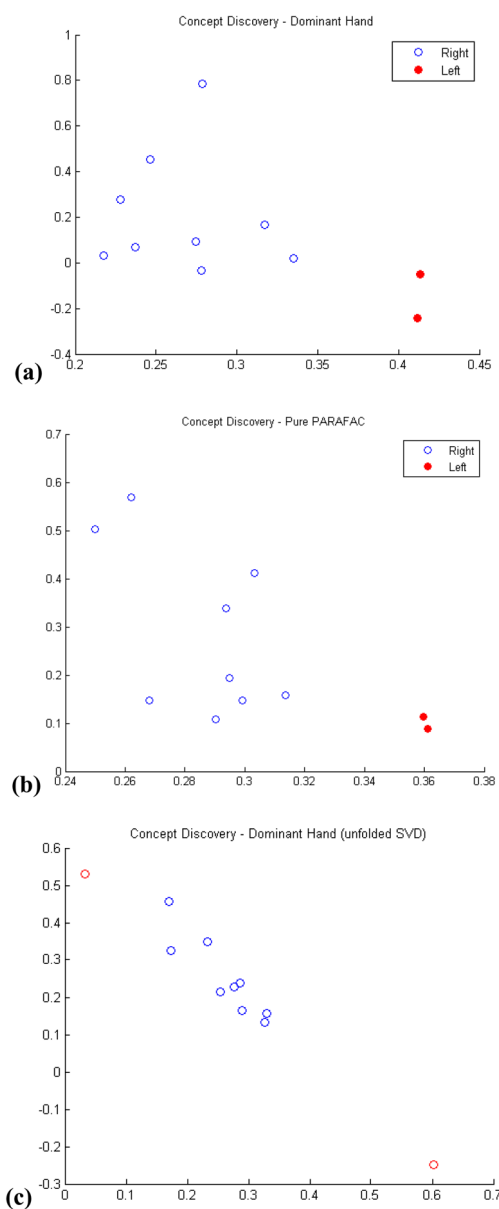 Concept Discovery - Dominant Hand
1
0.8
0.6
0.4
0.2
0
-0.2
-0.4
Right
Left
0.2 0.25 0.3 0.35 0.4 0.45
(a)
Concept Discovery - Pure PARAFAC
0.7
0.6
0.5
0.4
0.3
0.2
0.1
0
Right
Left
0.24 0.26 0.28 0.3 0.32 0.34 0.36 0.38
(b)
Concept Discovery - Dominant Hand (unfolded SVD)
0.6
0.5
0.4
0.3
0.2
0.1
0
-0.1
-0.2
-0.3
0 0.1 0.2 0.3 0.4 0.5 0.6 0.7
(c)